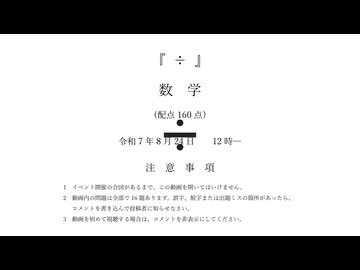 『 ÷ 』
数 学
(配点 160 点)
令和 7 年 8 月 24 日 12 時―
注 意 事 項
1 イベント開催の合図があるまで、この動画を開いてはいけません。
2 動画内の問題は全部で 16 題あります。誤字、脱字または出題ミスの箇所があったら、
コメントを書き込んで投稿者に知らせなさい。
3 動画を初めて視聴する場合は、コメントを非表示にしてください。